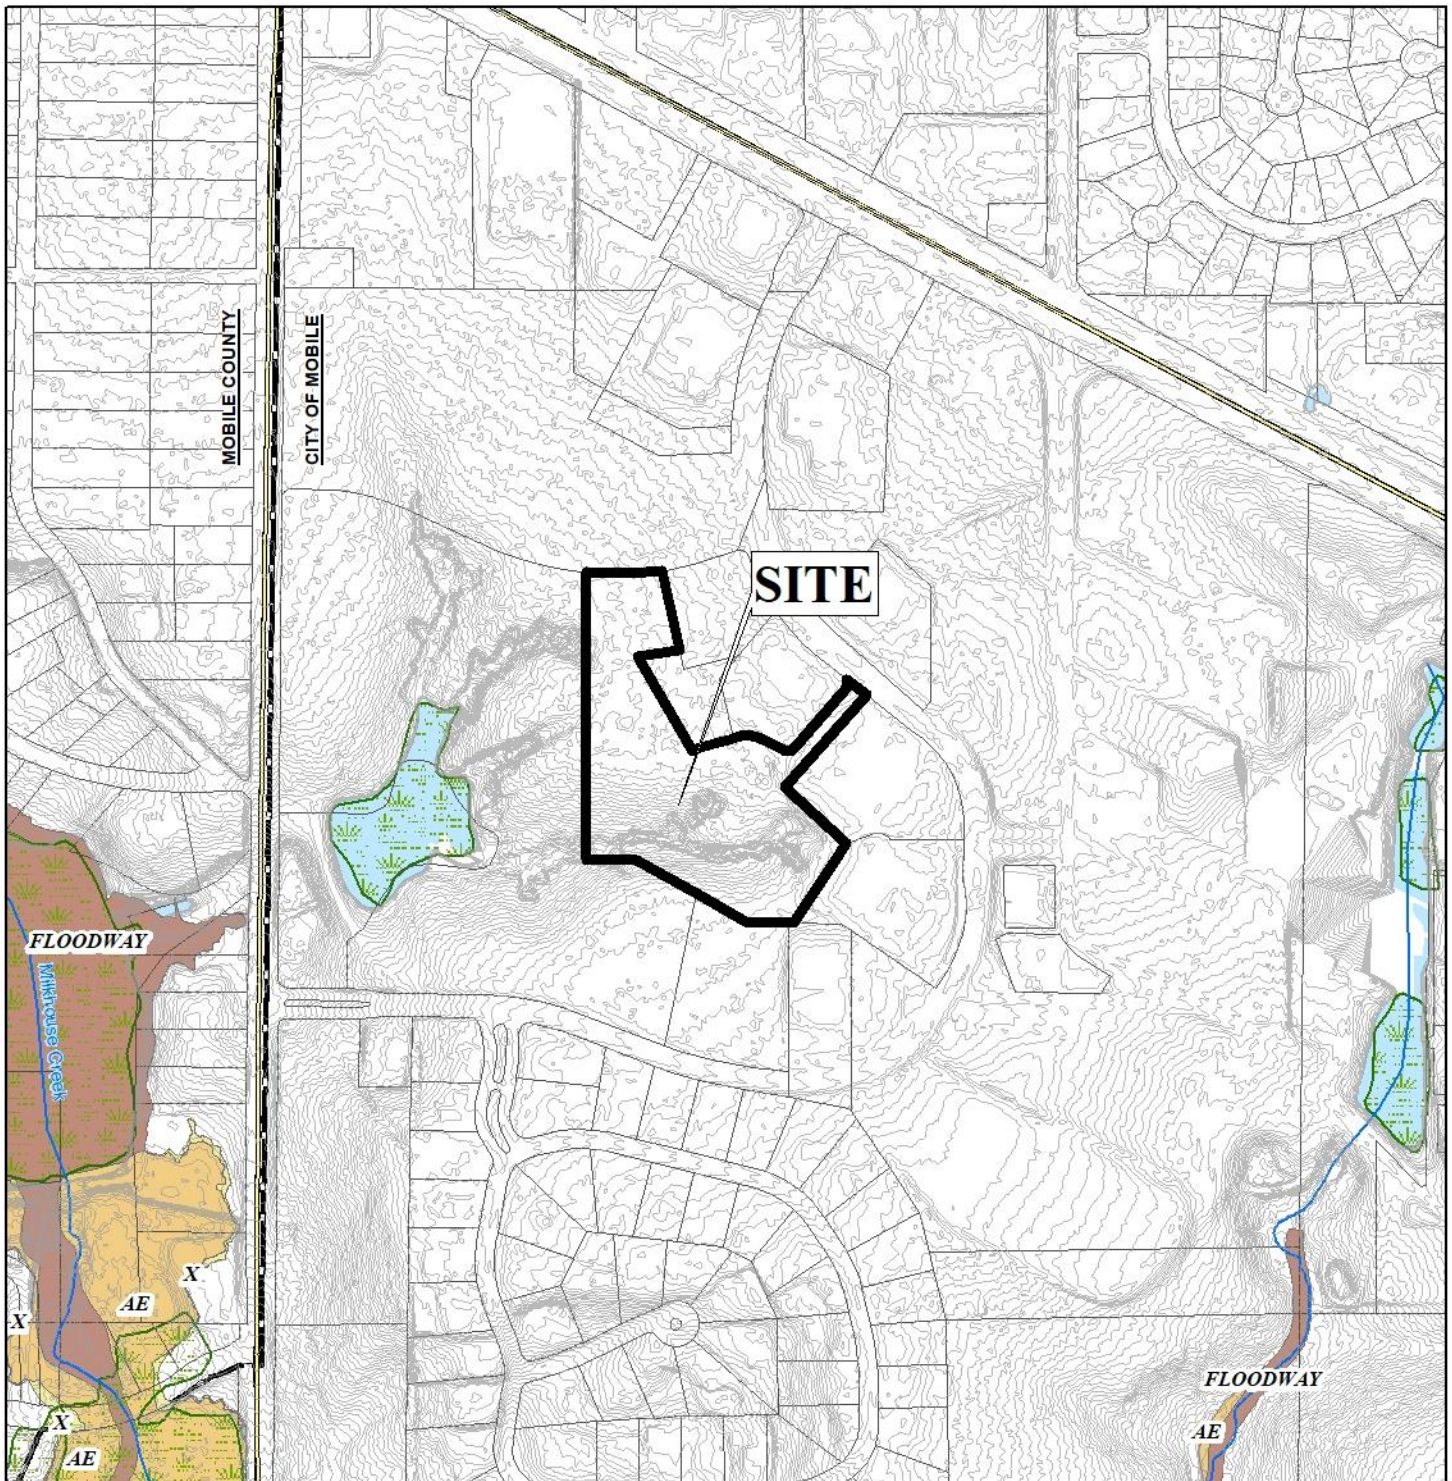 MOBILE COUNTY
CITY OF MOBILE
SITE
FLOODWAY
Milkhouse Creek
X
AE
X
FLOODWAY
X
AE
AE